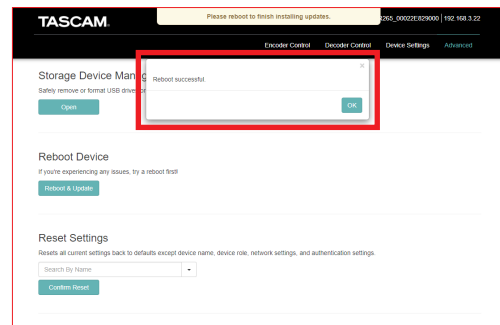 TASCAM.
Please reboot to finish installing updates.
265_00022E829000 | 192.168.3.22
Encoder Control
Decoder Control
Device Settings
Advanced
Storage Device Manag
Safely remove or format USB drive
Reboot successful.
×
OK
Open
Reboot Device
If you're experiencing any issues, try a reboot first!
Reboot & Update
Reset Settings
Resets all current settings back to defaults except device name, device role, network settings, and authentication settings.
Search By Name
Confirm Reset